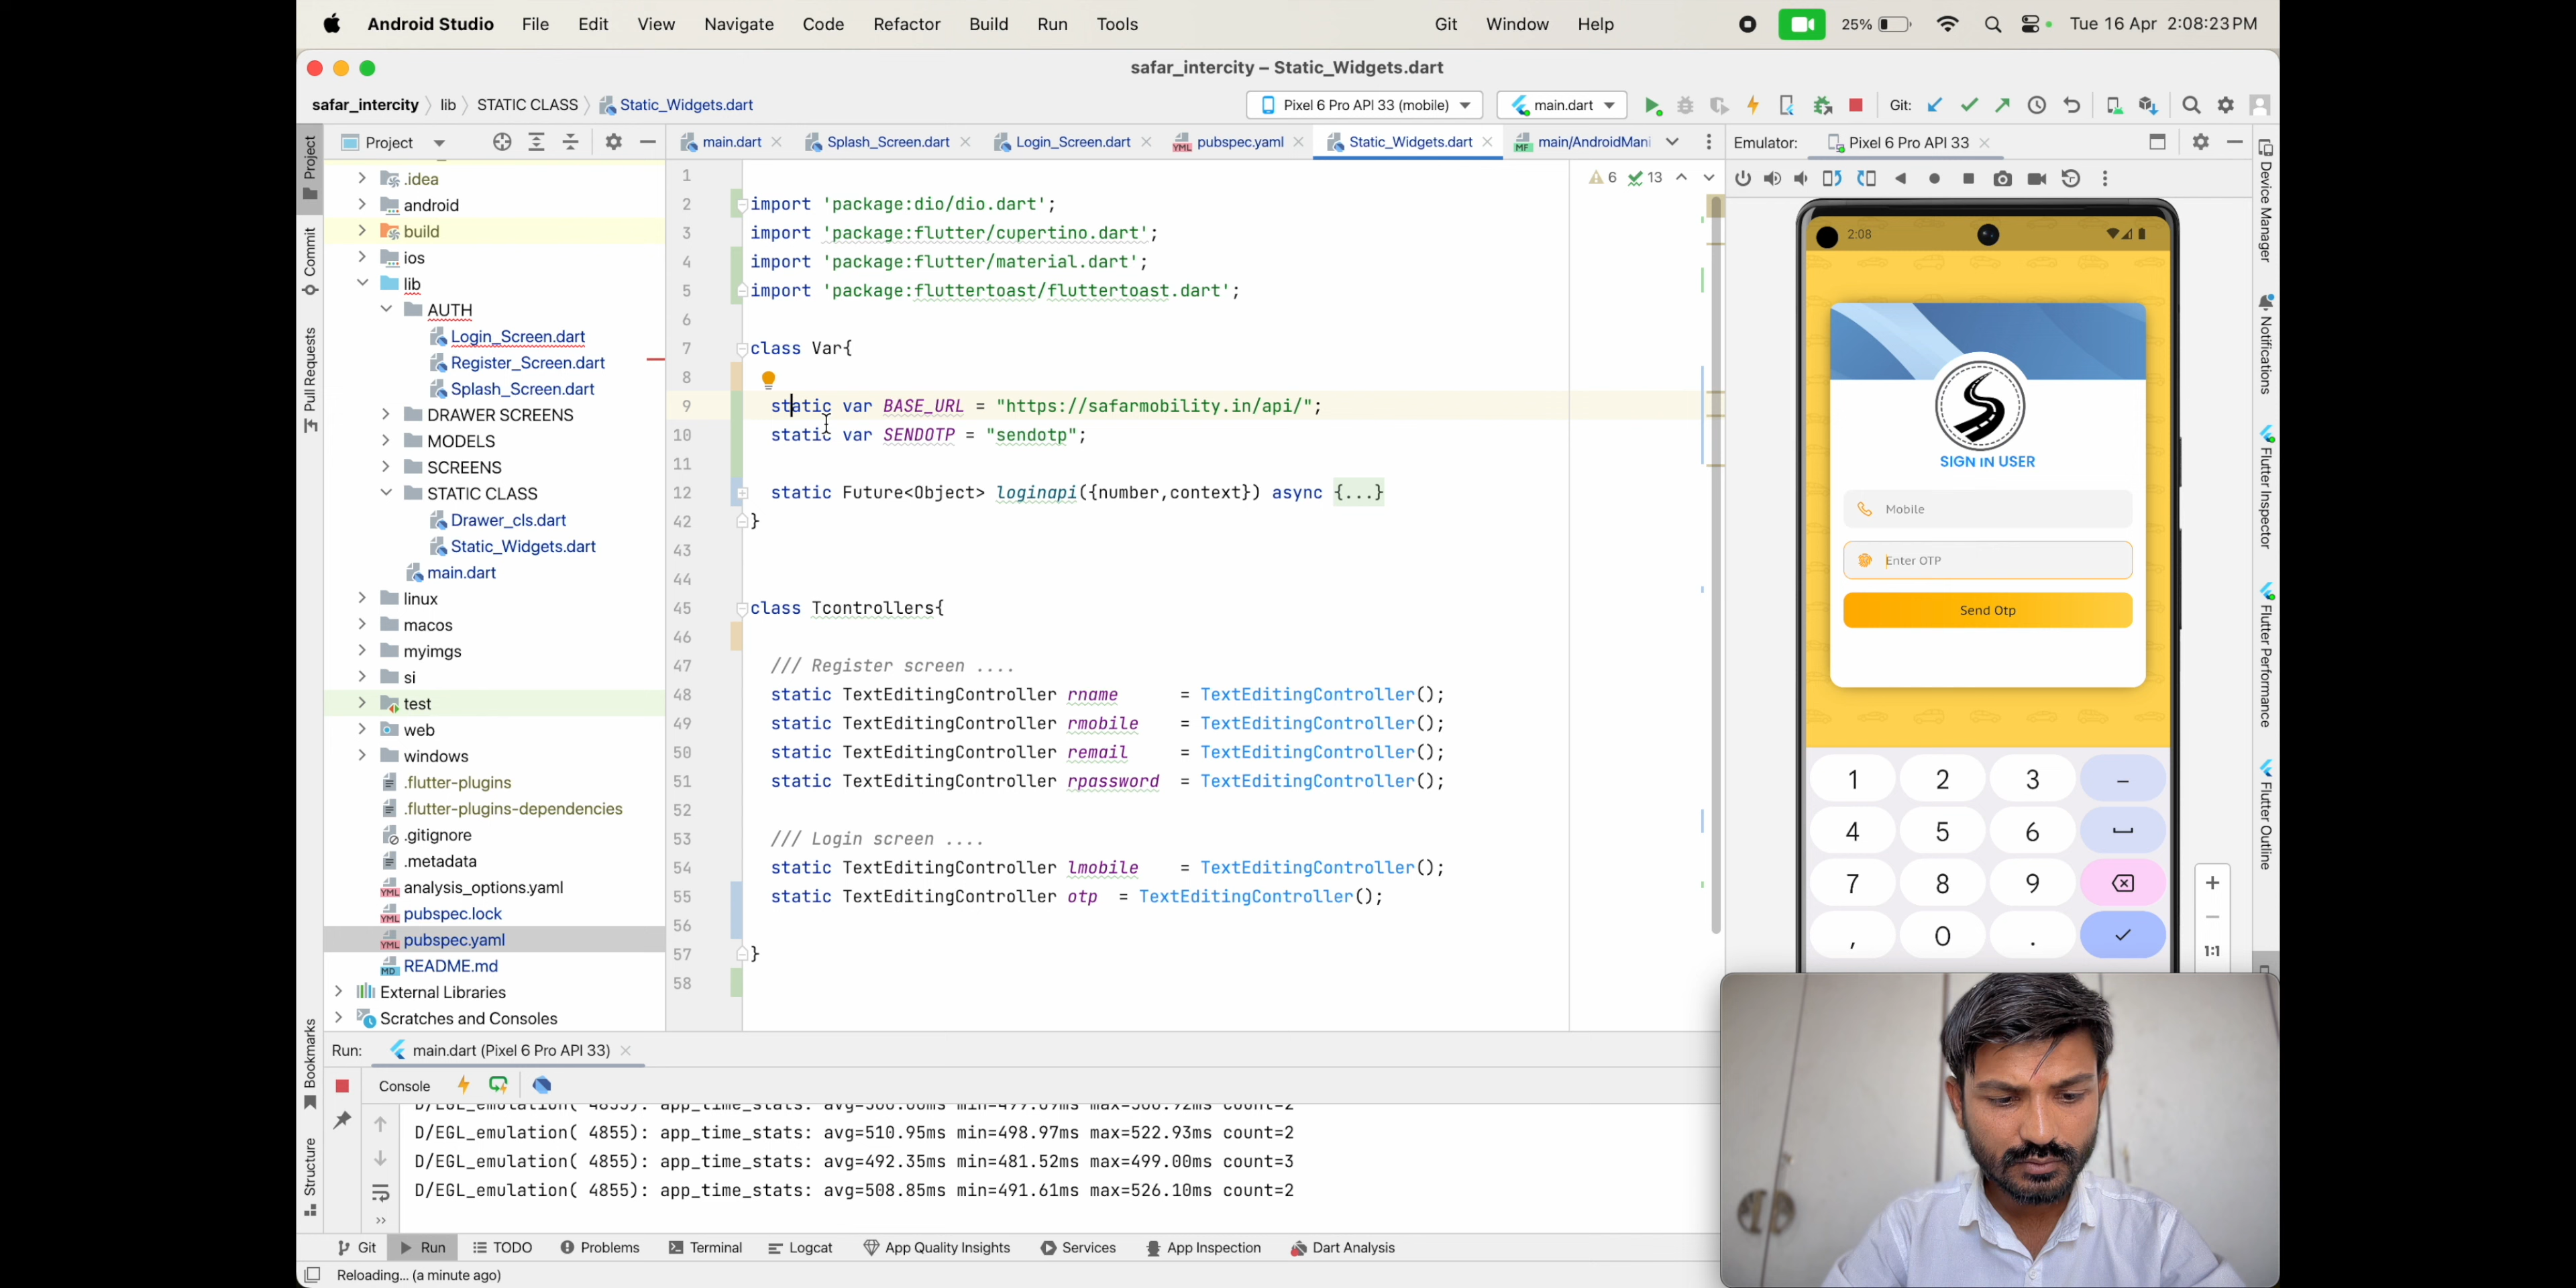 Android Studio File Edit View Navigate Code Refactor Build Run Tools Git Window Help 25% Tue 16 Apr 2:08:23 PM
safar_intercity – Static_Widgets.dart
safar_intercity lib STATIC CLASS Static_Widgets.dart Pixel 6 Pro API 33 (mobile) main.dart Git:
Project main.dart Splash_Screen.dart Login_Screen.dart pubspec.yaml Static_Widgets.dart main/AndroidMani Emulator: Pixel 6 Pro API 33
Project
Commit
Pull Requests
Bookmarks
Structure
.idea
android
build
ios
lib
AUTH
Login_Screen.dart
Register_Screen.dart
Splash_Screen.dart
DRAWER SCREENS
MODELS
SCREENS
STATIC CLASS
Drawer_cls.dart
Static_Widgets.dart
main.dart
linux
macos
myimgs
si
test
web
windows
.flutter-plugins
.flutter-plugins-dependencies
.gitignore
.metadata
analysis_options.yaml
pubspec.lock
pubspec.yaml
README.md
External Libraries
Scratches and Consoles
6 13
1
2 import 'package:dio/dio.dart';
3 import 'package:flutter/cupertino.dart';
4 import 'package:flutter/material.dart';
5 import 'package:fluttertoast/fluttertoast.dart';
6
7 class Var{
8
9 static var BASE_URL = "https://safarmobility.in/api/";
10 static var SENDOTP = "sendotp";
11
12 static Future<Object> loginapi({number,context}) async {...}
42 }
43
44
45 class Tcontrollers{
46
47 /// Register screen ....
48 static TextEditingController rname = TextEditingController();
49 static TextEditingController rmobile = TextEditingController();
50 static TextEditingController remail = TextEditingController();
51 static TextEditingController rpassword = TextEditingController();
52
53 /// Login screen ....
54 static TextEditingController lmobile = TextEditingController();
55 static TextEditingController otp = TextEditingController();
56
57 }
58
2:08
SIGN IN USER
Mobile
Enter OTP
Send Otp
1 2 3 –
4 5 6
7 8 9
, 0 .
1:1
Device Manager
Notifications
Flutter Inspector
Flutter Performance
Flutter Outline
Run: main.dart (Pixel 6 Pro API 33)
Console
D/EGL_emulation( 4855): app_time_stats: avg=510.95ms min=498.97ms max=522.93ms count=2
D/EGL_emulation( 4855): app_time_stats: avg=492.35ms min=481.52ms max=499.00ms count=3
D/EGL_emulation( 4855): app_time_stats: avg=508.85ms min=491.61ms max=526.10ms count=2
Git Run TODO Problems Terminal Logcat App Quality Insights Services App Inspection Dart Analysis
Reloading... (a minute ago)